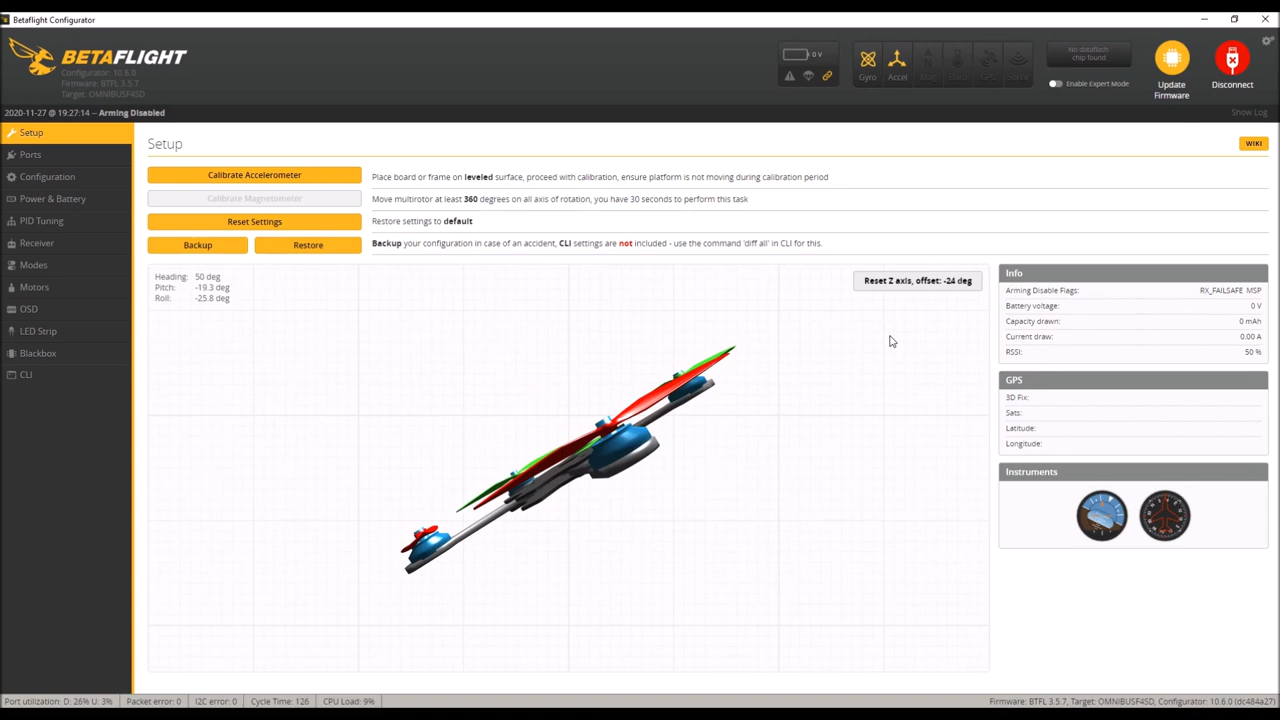 Betaflight Configurator
BETAFLIGHT
Configurator: 10.6.0
Firmware: BTFL 3.5.7
Target: OMNIBUSF4SD
0 V
Gyro
Accel
Mag
Baro
GPS
Sonar
No dataflash
chip found
Enable Expert Mode
Update
Firmware
Disconnect
2020-11-27 @ 19:27:14 -- Arming Disabled
Show Log
Setup
Ports
Configuration
Power & Battery
PID Tuning
Receiver
Modes
Motors
OSD
LED Strip
Blackbox
CLI
Setup
WIKI
Calibrate Accelerometer
Place board or frame on leveled surface, proceed with calibration, ensure platform is not moving during calibration period
Calibrate Magnetometer
Move multirotor at least 360 degrees on all axis of rotation, you have 30 seconds to perform this task
Reset Settings
Restore settings to default
Backup
Restore
Backup your configuration in case of an accident, CLI settings are not included - use the command 'diff all' in CLI for this.
Heading: 50 deg
Pitch: -19.3 deg
Roll: -25.8 deg
Reset Z axis, offset: -24 deg
Info
Arming Disable Flags: RX_FAILSAFE MSP
Battery voltage: 0 V
Capacity drawn: 0 mAh
Current draw: 0.00 A
RSSI: 50 %
GPS
3D Fix:
Sats:
Latitude:
Longitude:
Instruments
Port utilization: D: 26% U: 3%
Packet error: 0
I2C error: 0
Cycle Time: 126
CPU Load: 9%
Firmware: BTFL 3.5.7, Target: OMNIBUSF4SD, Configurator: 10.6.0 (dc484a27)